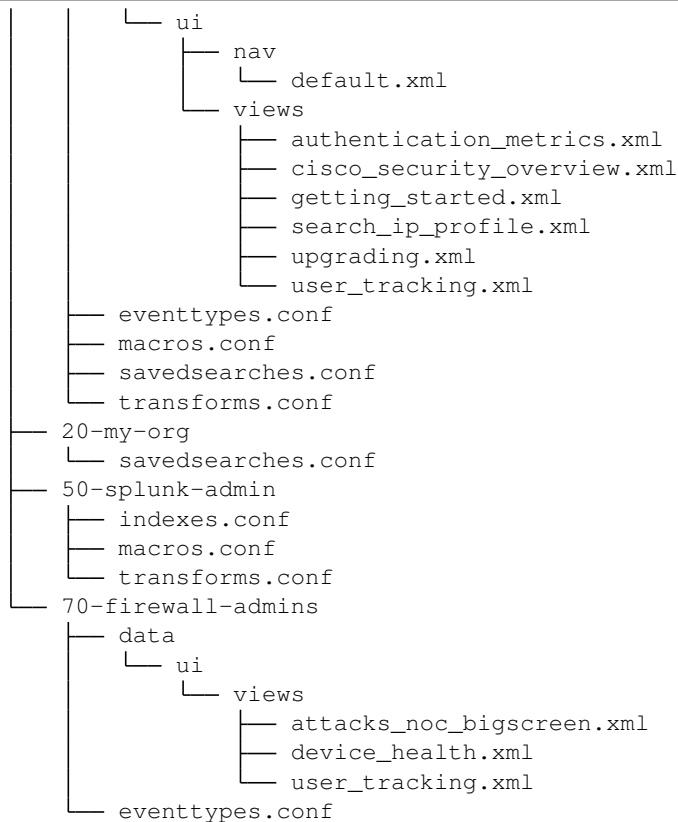 ui
nav
default.xml
views
authentication_metrics.xml
cisco_security_overview.xml
getting_started.xml
search_ip_profile.xml
upgrading.xml
user_tracking.xml
eventtypes.conf
macros.conf
savedsearches.conf
transforms.conf
20-my-org
savedsearches.conf
50-splunk-admin
indexes.conf
macros.conf
transforms.conf
70-firewall-admins
data
ui
views
attacks_noc_bigscreen.xml
device_health.xml
user_tracking.xml
eventtypes.conf